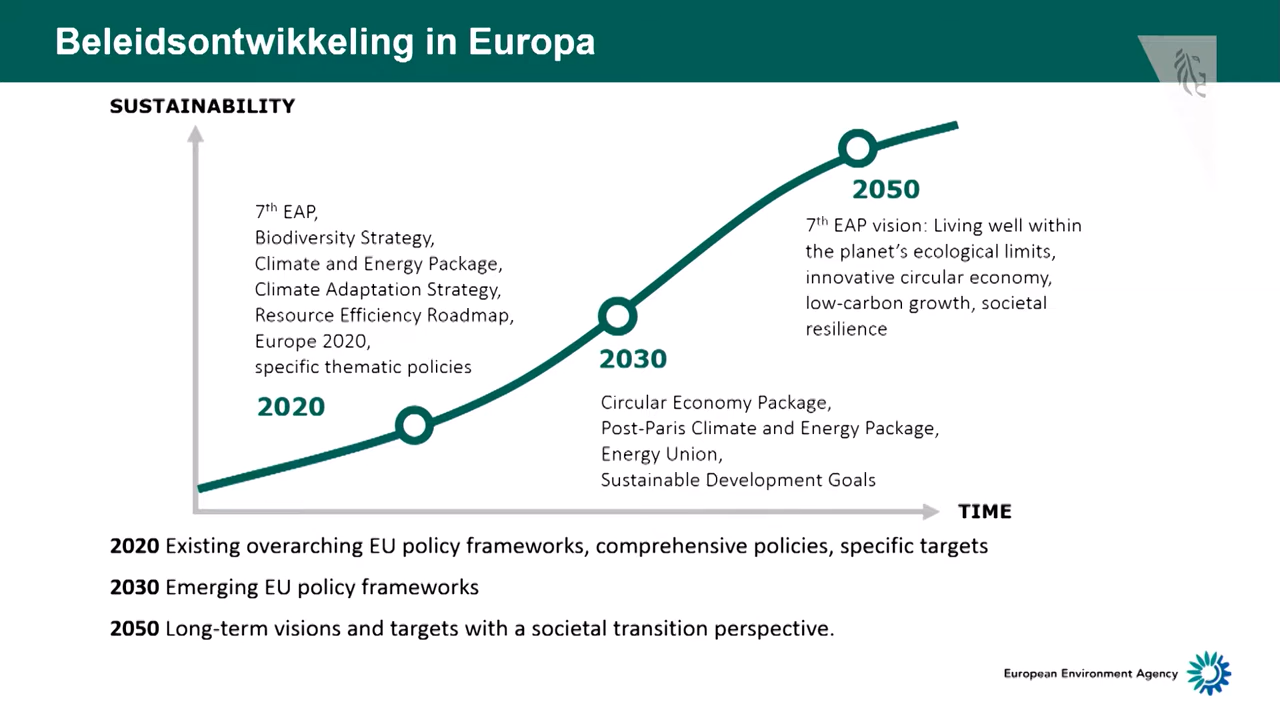 Beleidsontwikkeling in Europa
SUSTAINABILITY
7th EAP,
Biodiversity Strategy,
Climate and Energy Package,
Climate Adaptation Strategy,
Resource Efficiency Roadmap,
Europe 2020,
specific thematic policies
2020
2030
Circular Economy Package,
Post-Paris Climate and Energy Package,
Energy Union,
Sustainable Development Goals
2050
7th EAP vision: Living well within
the planet’s ecological limits,
innovative circular economy,
low-carbon growth, societal
resilience
TIME
2020 Existing overarching EU policy frameworks, comprehensive policies, specific targets
2030 Emerging EU policy frameworks
2050 Long-term visions and targets with a societal transition perspective.
European Environment Agency